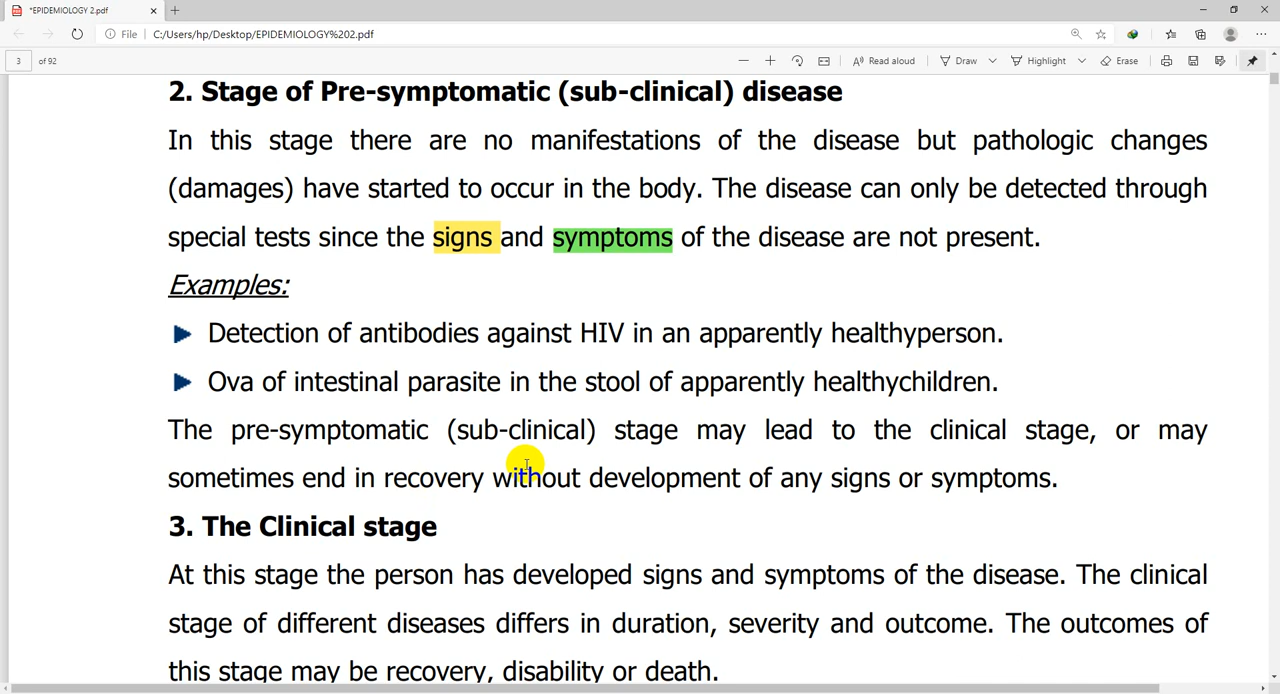 *EPIDEMIOLOGY 2.pdf
File C:/Users/hp/Desktop/EPIDEMIOLOGY%202.pdf
3 of 92 Read aloud Draw Highlight Erase
2. Stage of Pre-symptomatic (sub-clinical) disease
In this stage there are no manifestations of the disease but pathologic changes
(damages) have started to occur in the body. The disease can only be detected through
special tests since the signs and symptoms of the disease are not present.
Examples:
Detection of antibodies against HIV in an apparently healthyperson.
Ova of intestinal parasite in the stool of apparently healthychildren.
The pre-symptomatic (sub-clinical) stage may lead to the clinical stage, or may
sometimes end in recovery without development of any signs or symptoms.
3. The Clinical stage
At this stage the person has developed signs and symptoms of the disease. The clinical
stage of different diseases differs in duration, severity and outcome. The outcomes of
this stage may be recovery, disability or death.